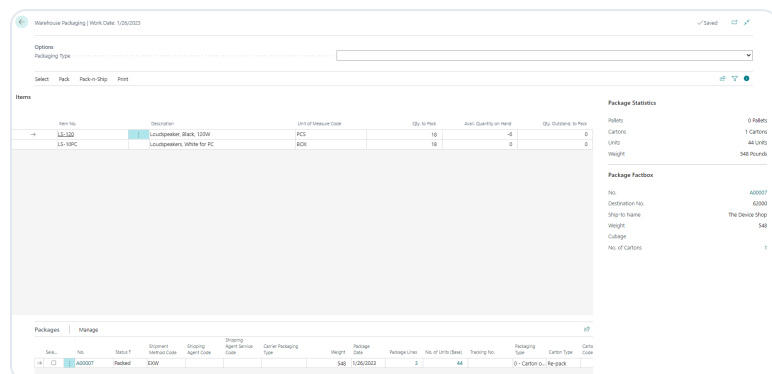 Warehouse Packaging | Work Date: 1/26/2023
✓ Saved
Options
Packaging Type
Select Pack Pack-n-Ship Print
Items
Item No. Description Unit of Measure Code Qty. to Pack Avail. Quantity on Hand Qty. Outstand. to Pack
→ LS-120 Loudspeaker, Black, 120W PCS 18 -6 0
LS-10PC Loudspeakers, White for PC BOX 18 0 0
Package Statistics
Pallets 0 Pallets
Cartons 1 Cartons
Units 44 Units
Weight 548 Pounds
Package Factbox
No. A00007
Destination No. 62000
Ship-to Name The Device Shop
Weight 548
Cubage
No. of Cartons 1
Packages | Manage
Sele... No. Status Shipment Method Code Shipping Agent Code Shipping Agent Service Code Carrier Packaging Type Weight Package Date Package Lines No. of Units (Base) Tracking No. Packaging Type Carton Type Carto Code
→ A00007 Packed EXW 548 1/26/2023 3 44 0 - Carton o... Re-pack